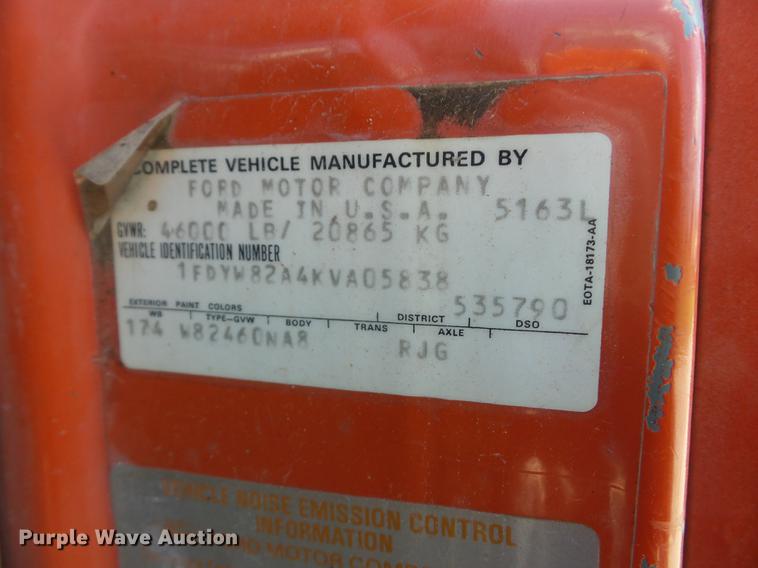 COMPLETE VEHICLE MANUFACTURED BY
FORD MOTOR COMPANY
MADE IN U.S.A. 5163L
GVWR: 46000 LB/ 20865 KG
VEHICLE IDENTIFICATION NUMBER
1FDYW82A4KVA05838
535790
EXTERIOR PAINT COLORS DISTRICT DSO
WB TYPE-GVW BODY TRANS AXLE
174 W82460NA8 RJG
EOTA-18173-AA
VEHICLE NOISE EMISSION CONTROL
INFORMATION
MOTOR
Purple Wave Auction